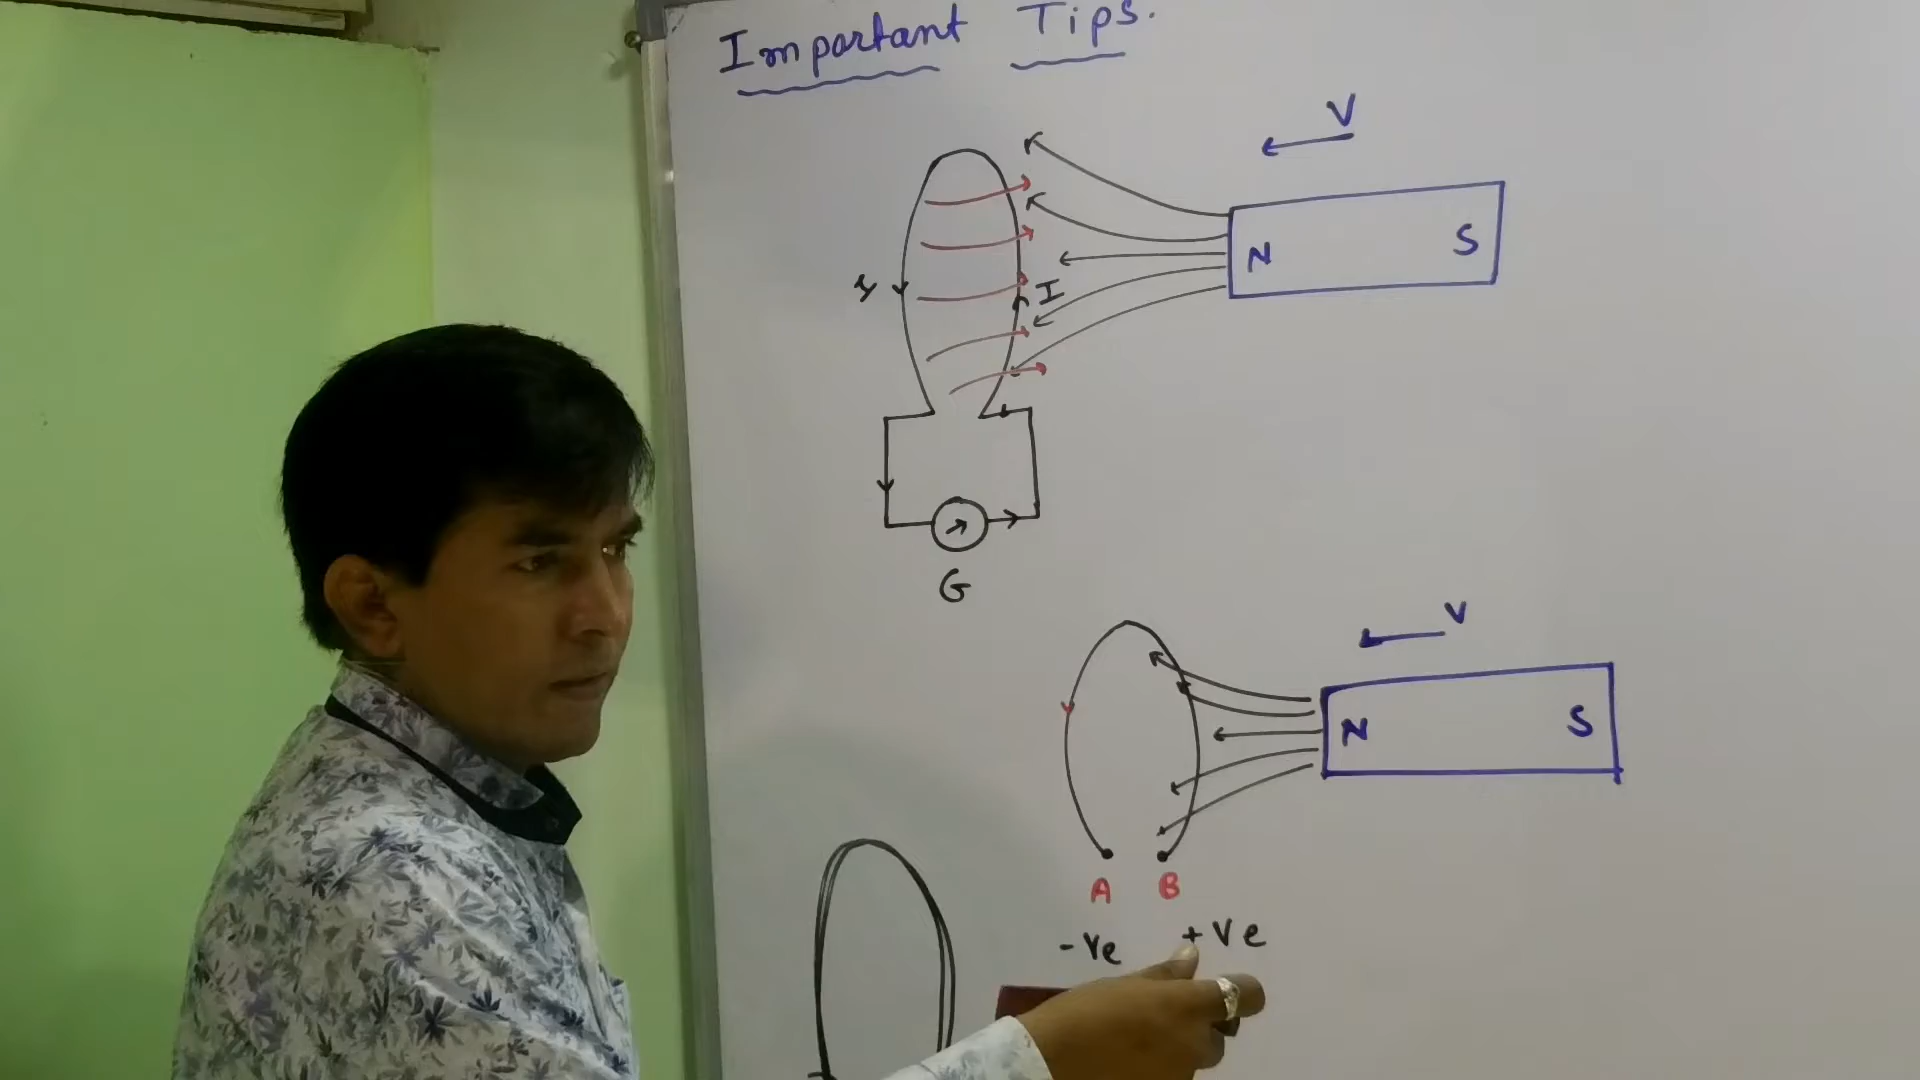 Important Tips.
V
N S
I
G
V
N S
A B
-Ve +Ve